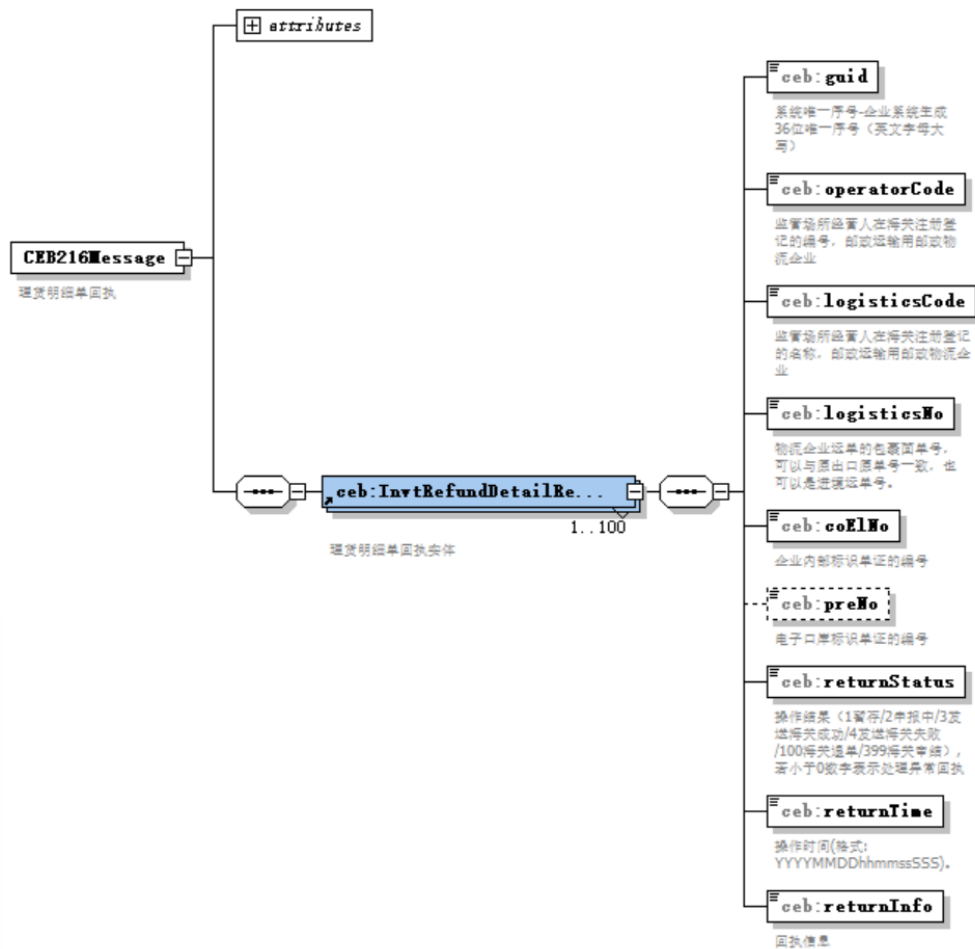 attributes
CEB216Message
理货明细单回执
ceb:InvtRefundDetailRe...
1..100
理货明细单回执实体
ceb:guid
系统唯一序号-企业系统生成
36位唯一序号（英文字母大
写）
ceb:operatorCode
监管场所经营人在海关注册登
记的编号，邮政运输用邮政物
流企业
ceb:logisticsCode
监管场所经营人在海关注册登记
的名称，邮政运输用邮政物流企
业
ceb:logisticsNo
物流企业运单的包裹面单号，
可以与原出口原单号一致，也
可以是进境运单号。
ceb:coElNo
企业内部标识单证的编号
ceb:preNo
电子口岸标识单证的编号
ceb:returnStatus
操作结果（1暂存/2申报中/3发
送海关成功/4发送海关失败
/100海关退单/399海关审结），
若小于0数字表示处理异常回执
ceb:returnTime
操作时间(格式:
YYYYMMDDhhmmssSSS)。
ceb:returnInfo
回执信息